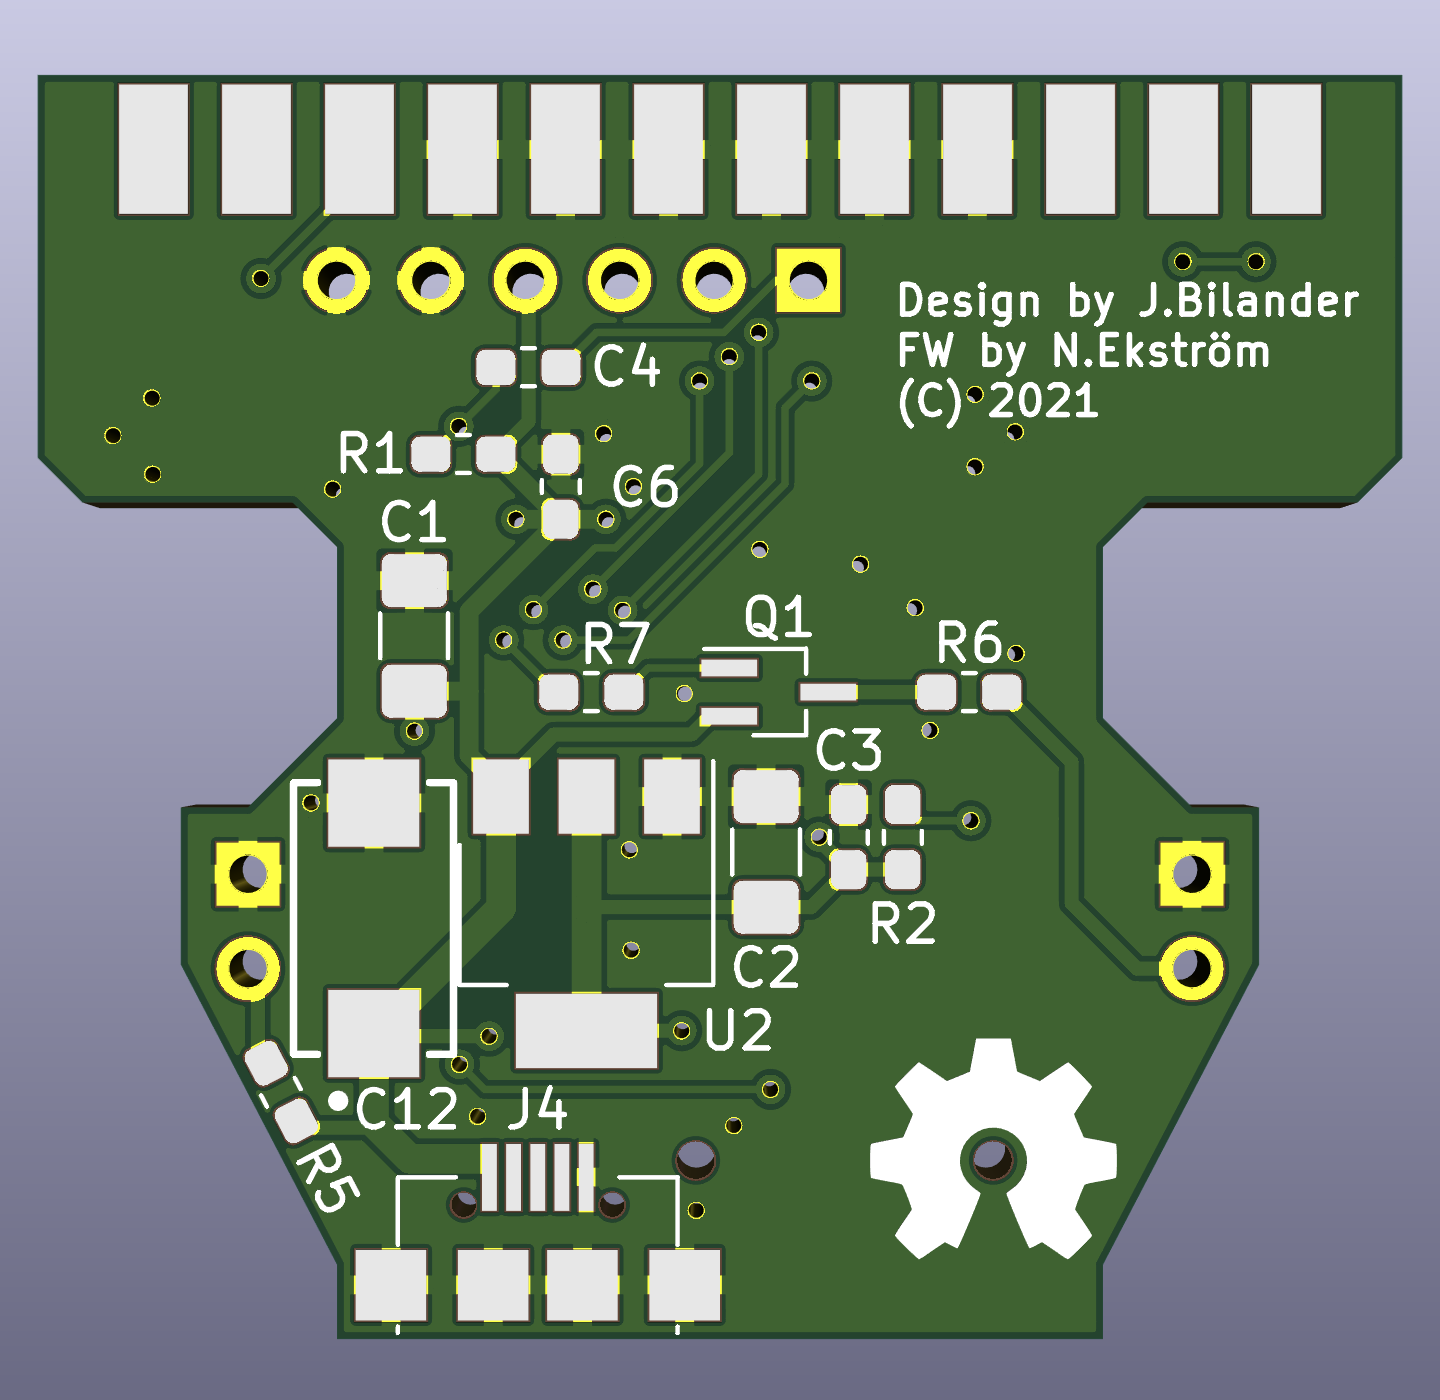 Design by J.Bilander
FW by N.Ekström
(C) 2021
C4
R1
C6
C1
Q1
R7
R6
C3
R2
C2
U2
C12
J4
R5